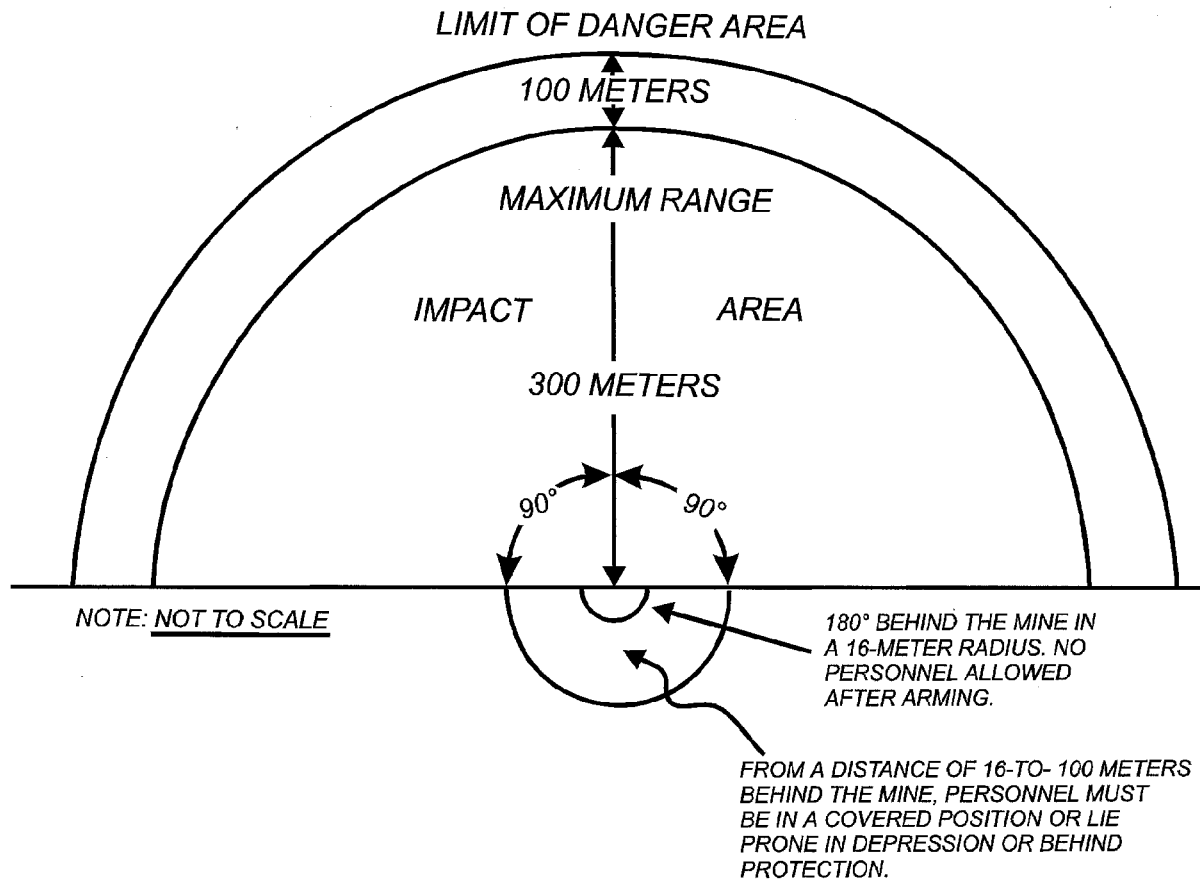 LIMIT OF DANGER AREA
100 METERS
MAXIMUM RANGE
IMPACT AREA
300 METERS
90° 90°
NOTE: NOT TO SCALE
180° BEHIND THE MINE IN
A 16-METER RADIUS. NO
PERSONNEL ALLOWED
AFTER ARMING.
FROM A DISTANCE OF 16-TO- 100 METERS
BEHIND THE MINE, PERSONNEL MUST
BE IN A COVERED POSITION OR LIE
PRONE IN DEPRESSION OR BEHIND
PROTECTION.